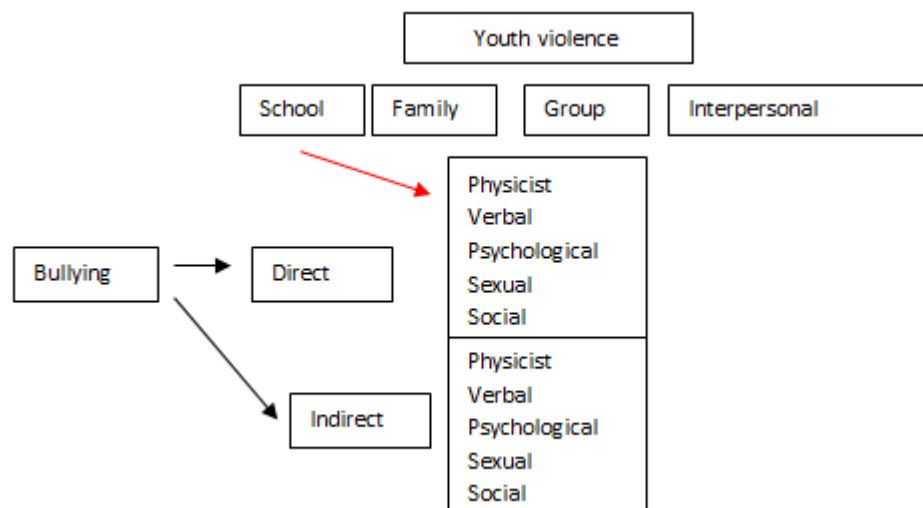 Youth violence
School
Family
Group
Interpersonal
Physicist
Verbal
Psychological
Sexual
Social
Bullying
Direct
Physicist
Verbal
Psychological
Sexual
Social
Indirect